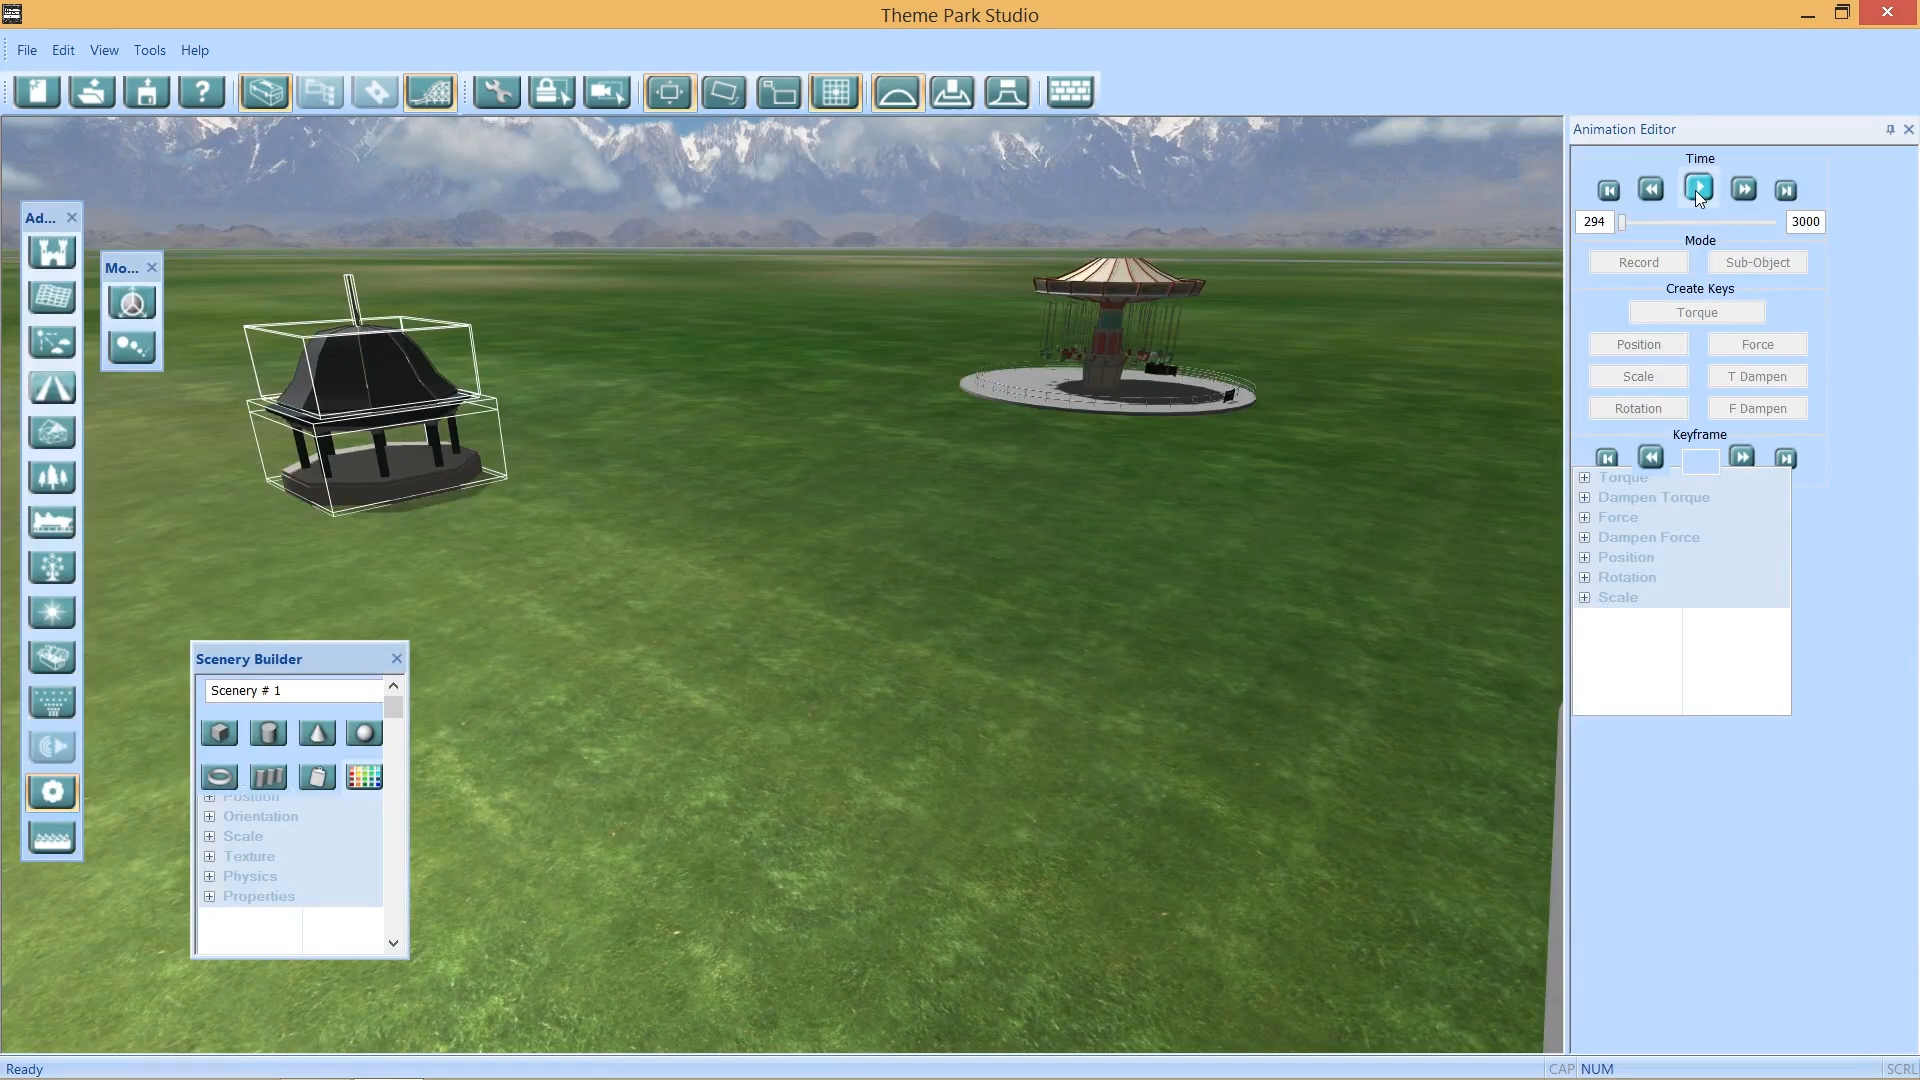 Theme Park Studio
File Edit View Tools Help
Animation Editor
Time
294 3000
Mode
Record Sub-Object
Create Keys
Torque
Position Force
Scale T Dampen
Rotation F Dampen
Keyframe
Torque
Dampen Torque
Force
Dampen Force
Position
Rotation
Scale
Ad...
Mo...
Scenery Builder
Scenery # 1
Position
Orientation
Scale
Texture
Physics
Properties
Ready
CAP NUM SCRL